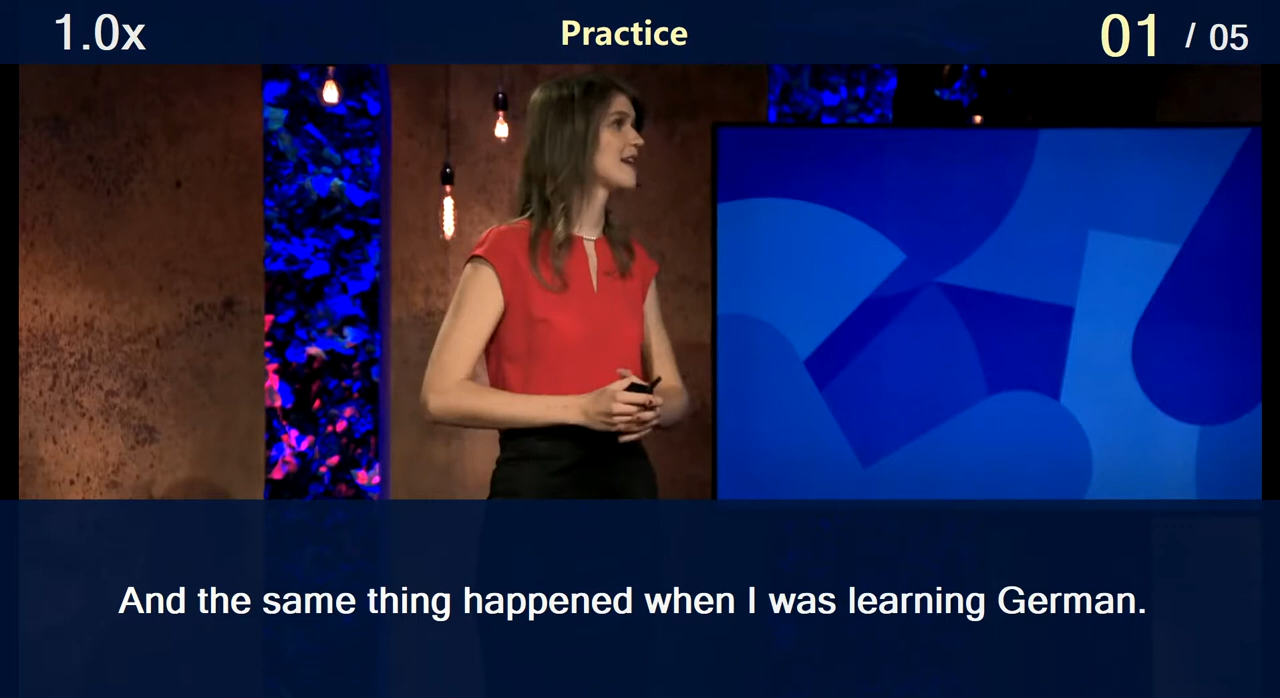 1.0x
Practice
01 / 05
And the same thing happened when I was learning German.